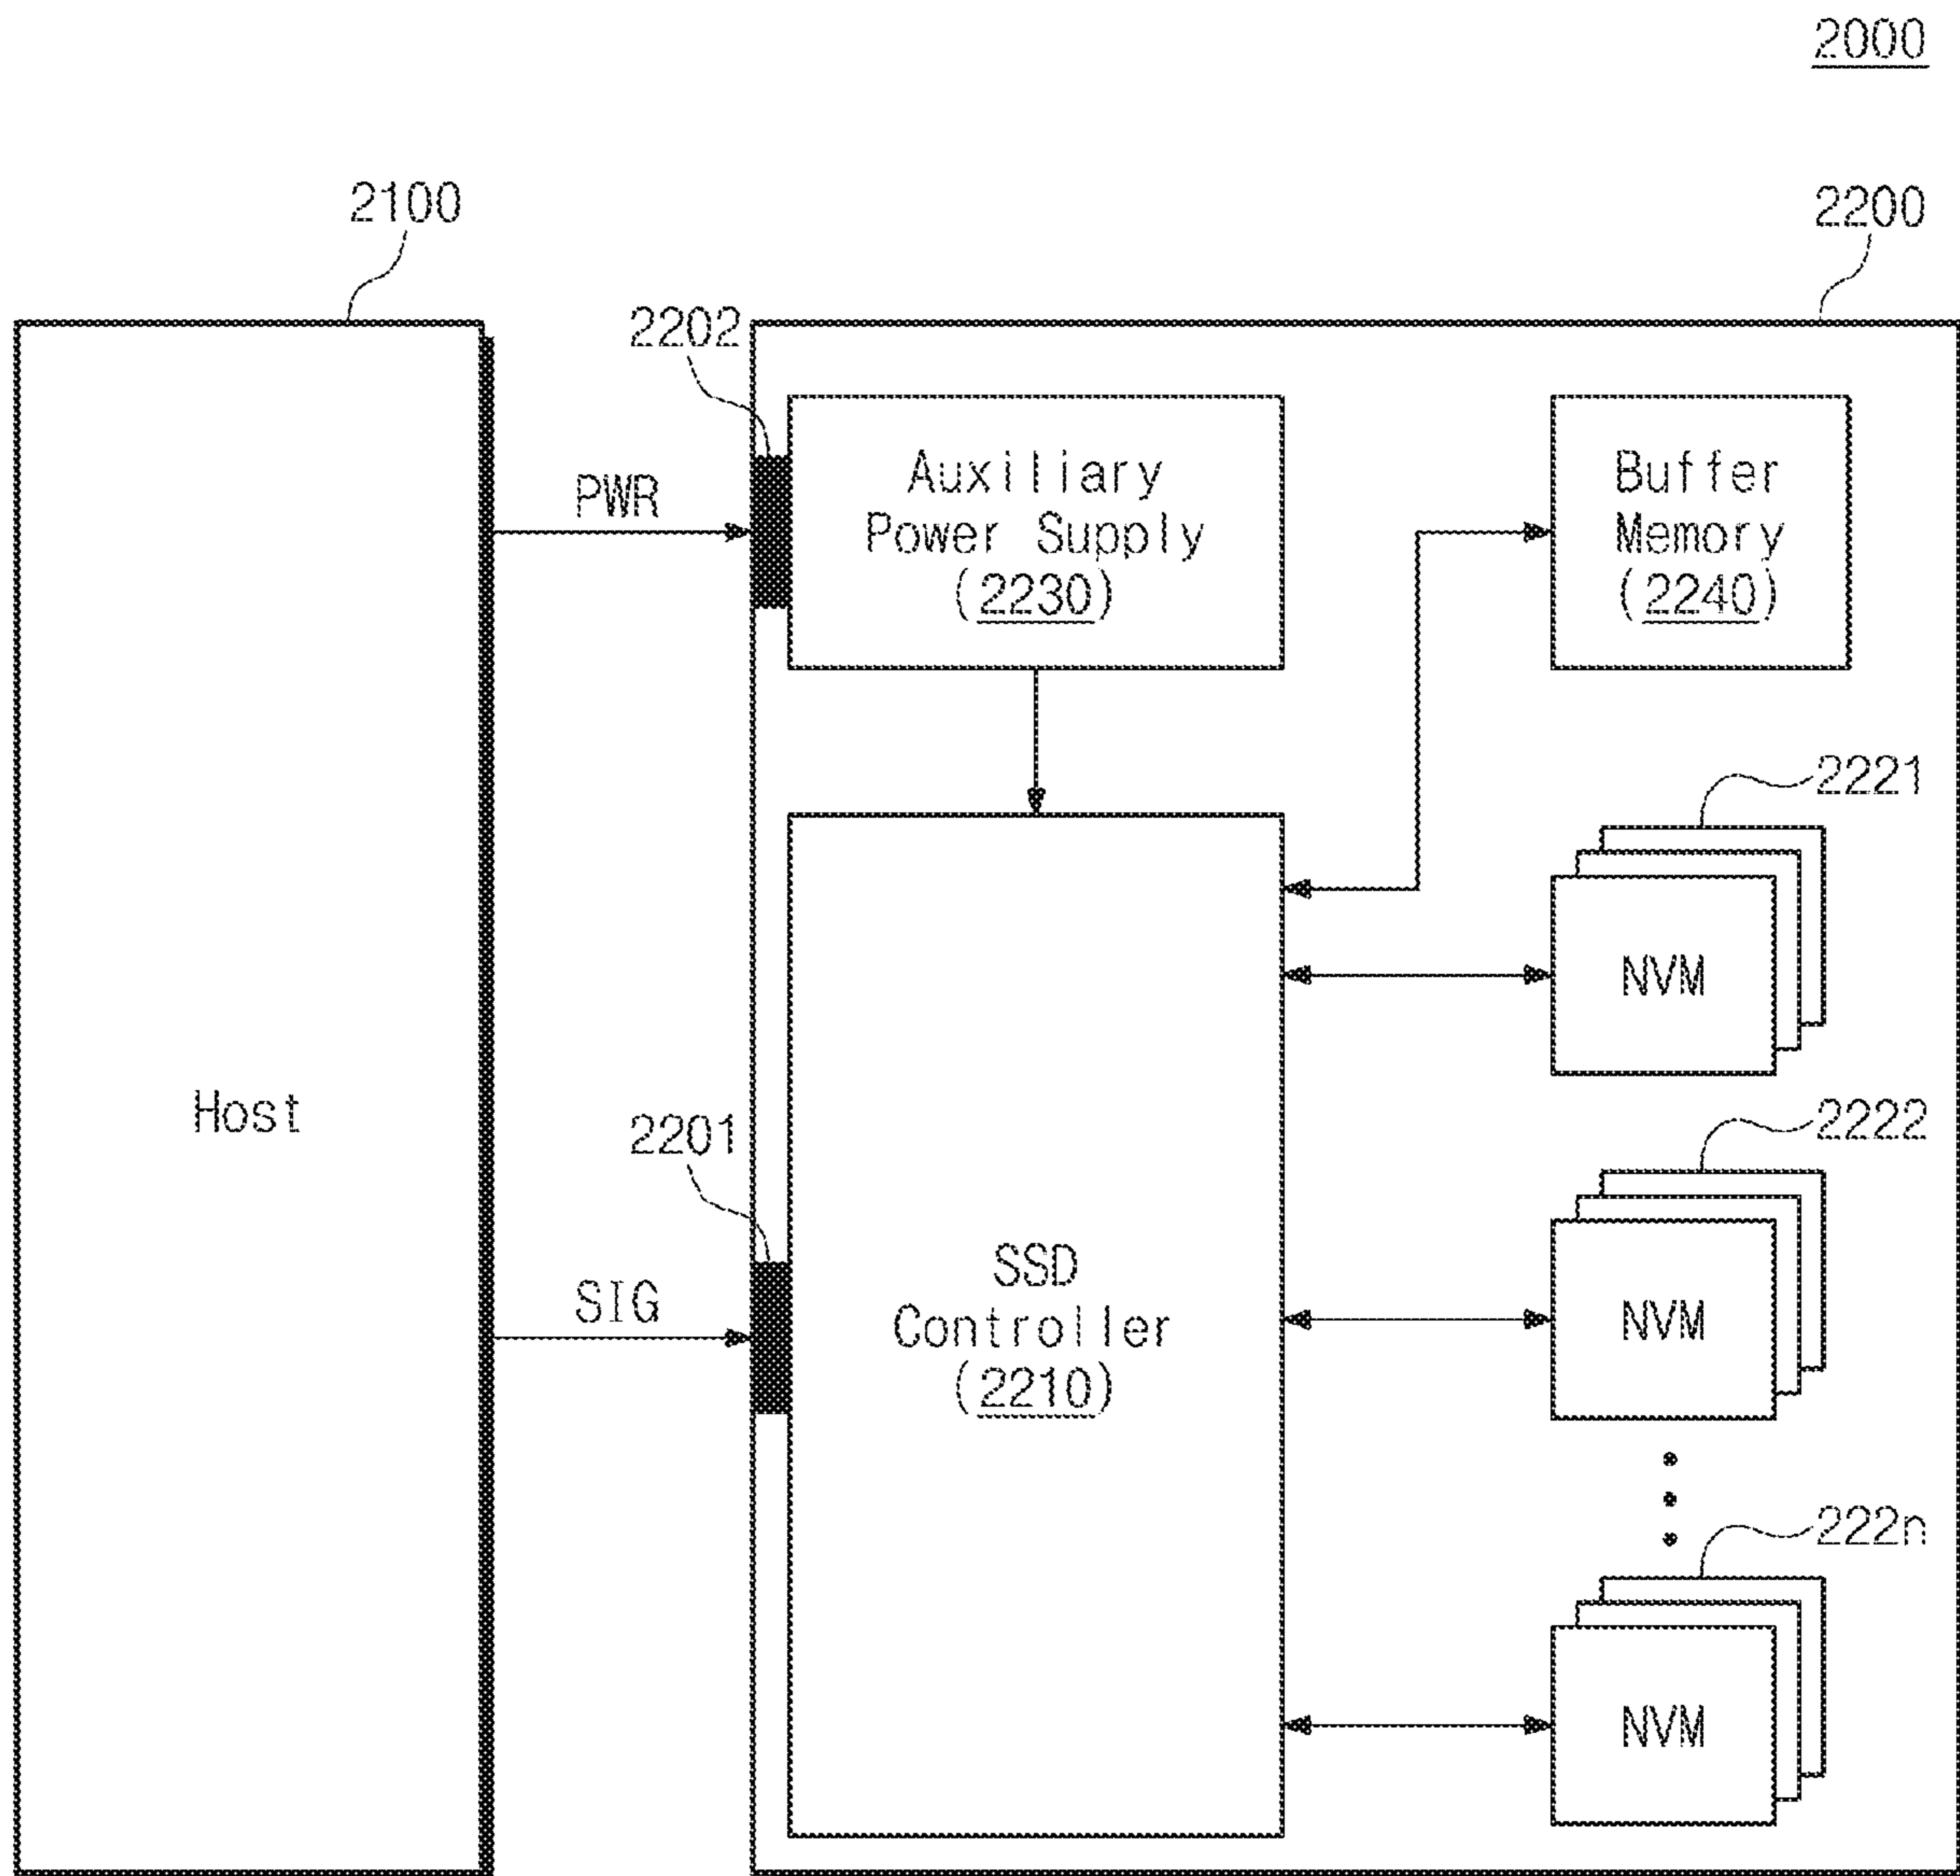 2000
2100
2200
2202
Auxiliary
Power Supply
(2230)
Buffer
Memory
(2240)
PWR
2221
NVM
Host
2201
2222
SIG
SSD
Controller
(2210)
NVM
222n
NVM